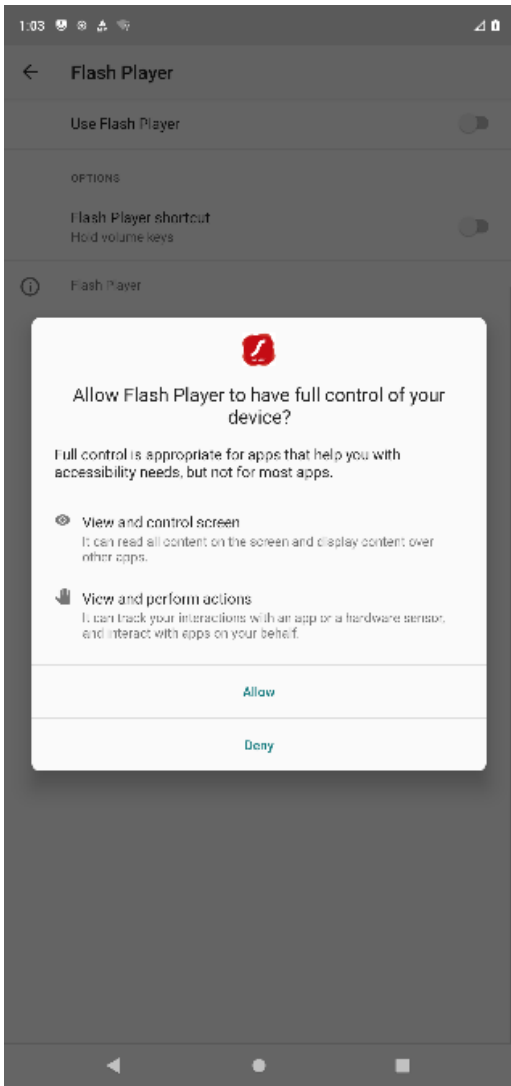 1:03
Flash Player
Use Flash Player
OPTIONS
Flash Player shortcut
Hold volume keys
Flash Player
Allow Flash Player to have full control of your
device?
Full control is appropriate for apps that help you with
accessibility needs, but not for most apps.
View and control screen
It can read all content on the screen and display content over
other apps.
View and perform actions
It can track your interactions with an app or a hardware sensor,
and interact with apps on your behalf.
Allow
Deny